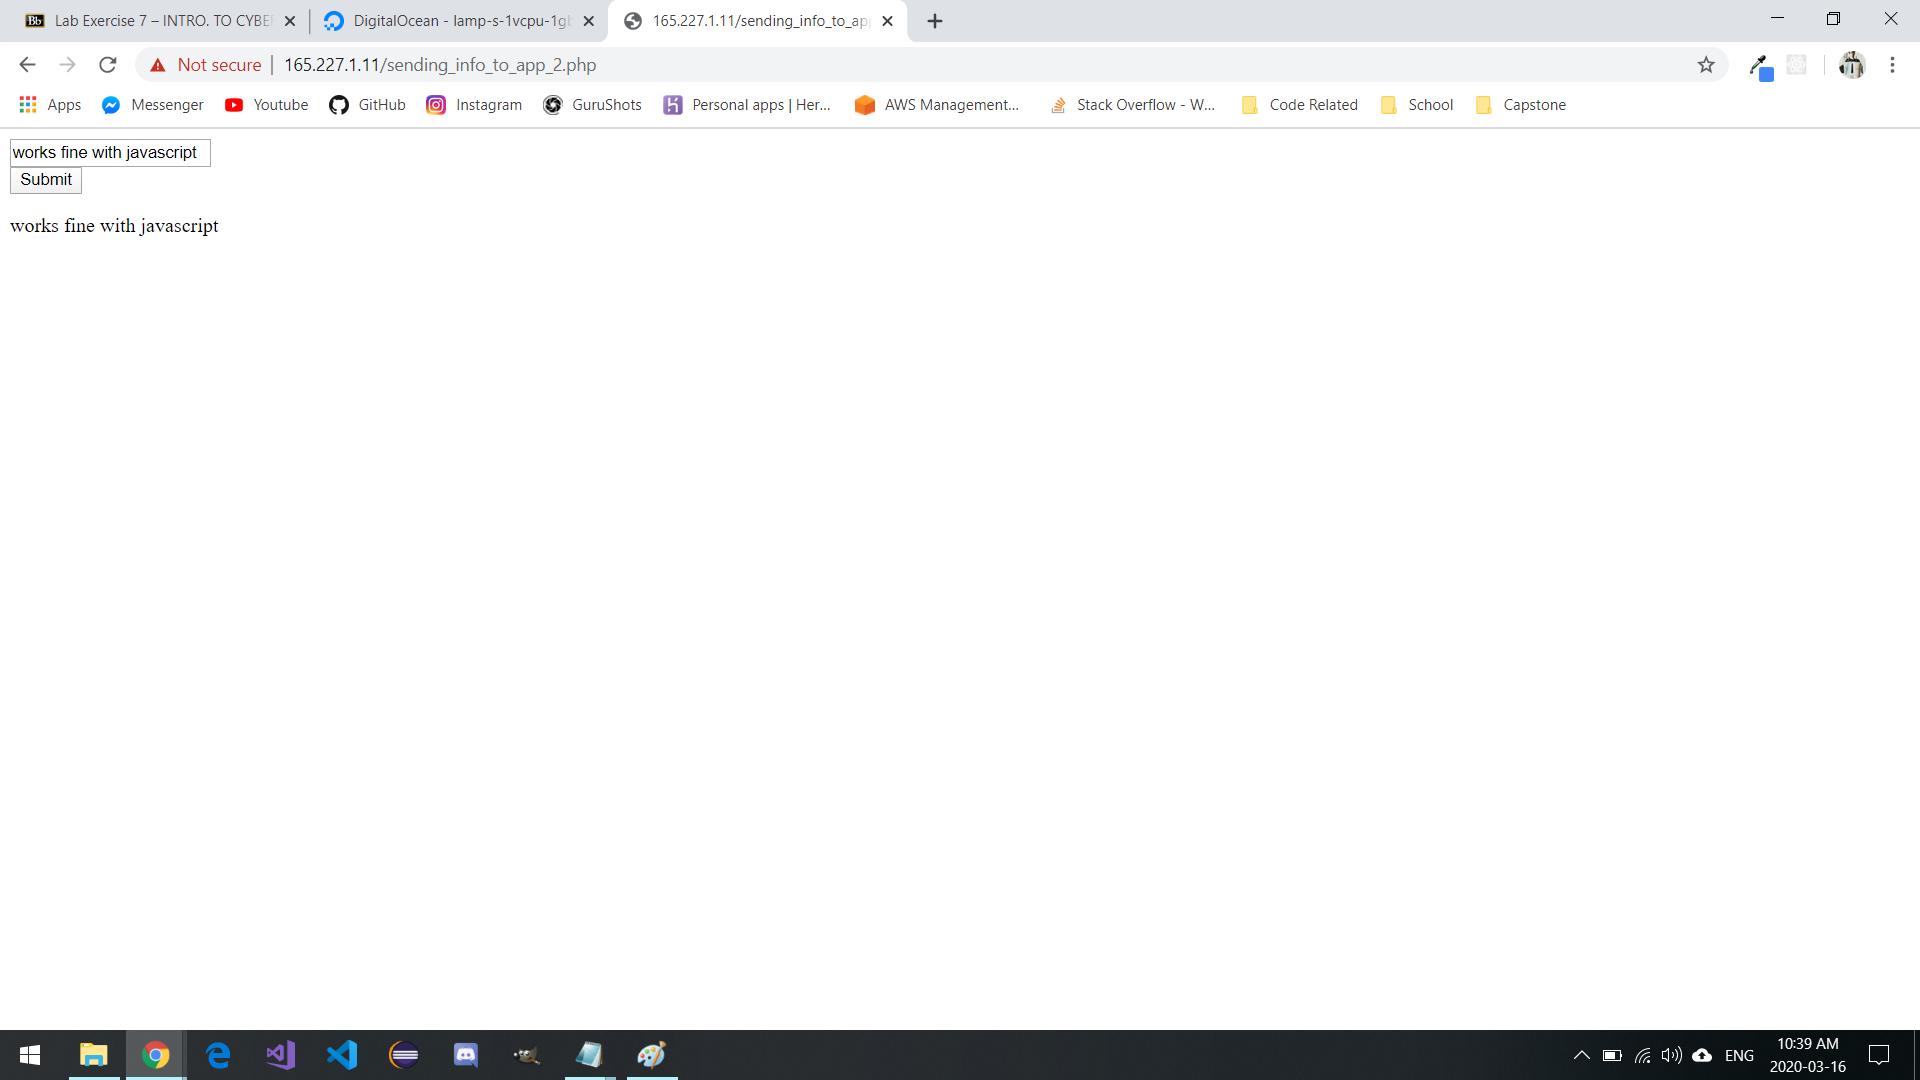 Bb Lab Exercise 7 – INTRO. TO CYBE
DigitalOcean - lamp-s-1vcpu-1g
165.227.1.11/sending_info_to_ap
Not secure | 165.227.1.11/sending_info_to_app_2.php
Apps Messenger Youtube GitHub Instagram GuruShots Personal apps | Her... AWS Management... Stack Overflow - W... Code Related School Capstone
works fine with javascript
Submit
works fine with javascript
ENG
10:39 AM
2020-03-16